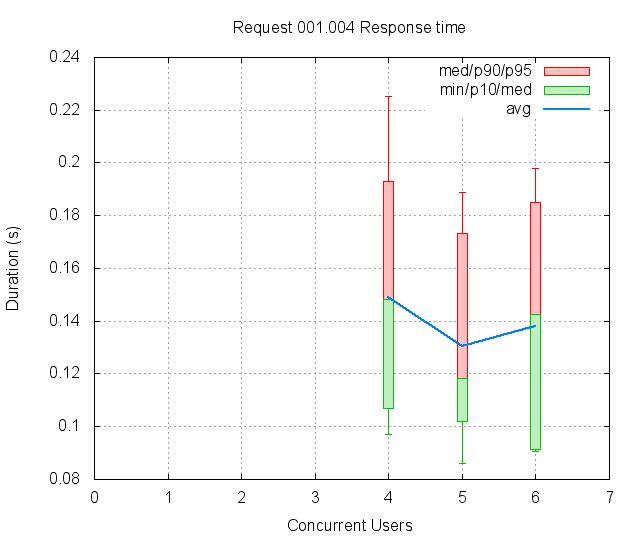 Request 001.004 Response time
0.24
0.22
0.2
0.18
0.16
0.14
0.12
0.1
0.08
Duration (s)
med/p90/p95
min/p10/med
avg
0 1 2 3 4 5 6 7
Concurrent Users